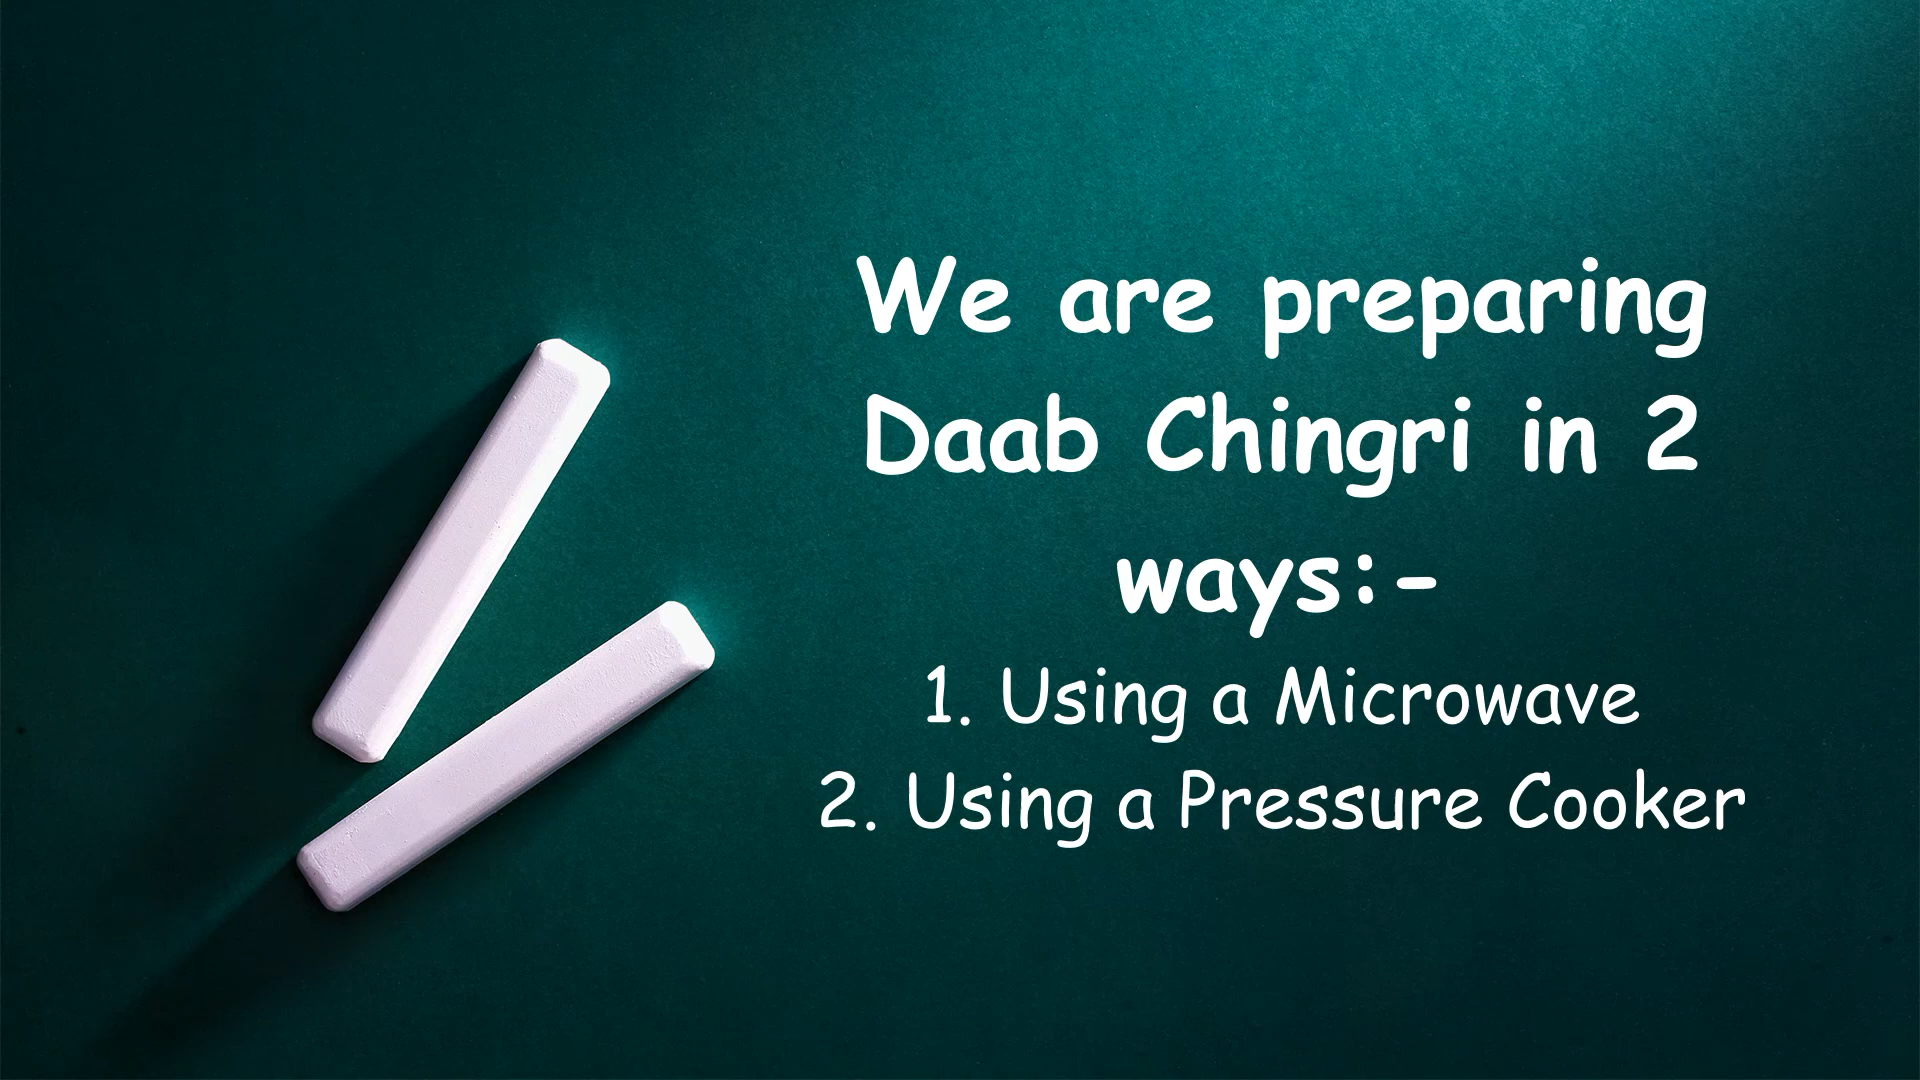 We are preparing
Daab Chingri in 2
ways:-
1. Using a Microwave
2. Using a Pressure Cooker